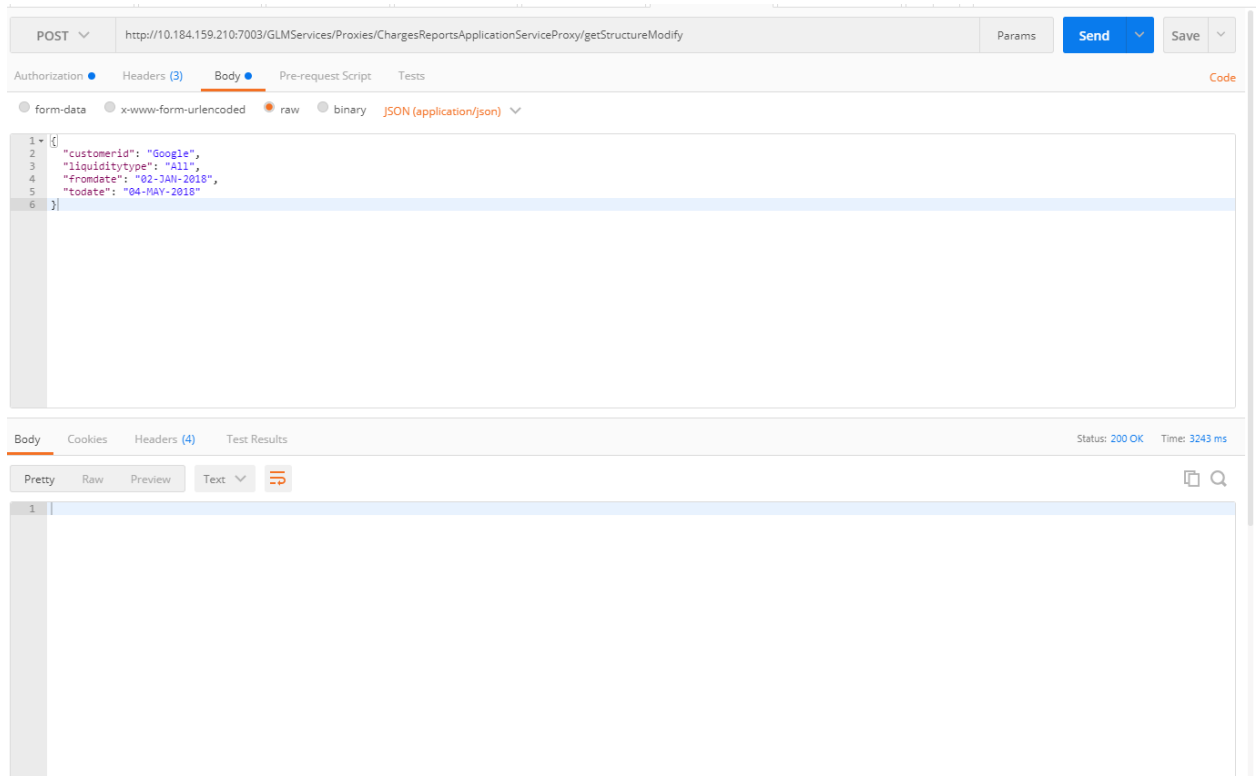 POST http://10.184.159.210:7003/GLMServices/Proxies/ChargesReportsApplicationServiceProxy/getStructureModify Params Send Save
Authorization Headers (3) Body Pre-request Script Tests Code
form-data x-www-form-urlencoded raw binary JSON (application/json)
1 {
2 "customerid": "Google",
3 "liquiditytype": "All",
4 "fromdate": "02-JAN-2018",
5 "todate": "04-MAY-2018"
6 }
Body Cookies Headers (4) Test Results Status: 200 OK Time: 3243 ms
Pretty Raw Preview Text
1